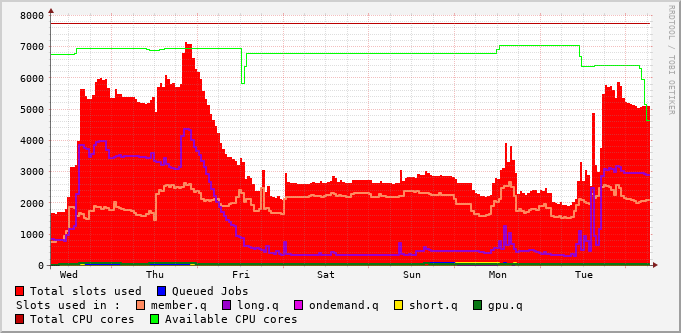 8000
7000
6000
5000
4000
3000
2000
1000
0
Wed Thu Fri Sat Sun Mon Tue
RRDTOOL / TOBI OETIKER
Total slots used Queued Jobs
Slots used in : member.q long.q ondemand.q short.q gpu.q
Total CPU cores Available CPU cores